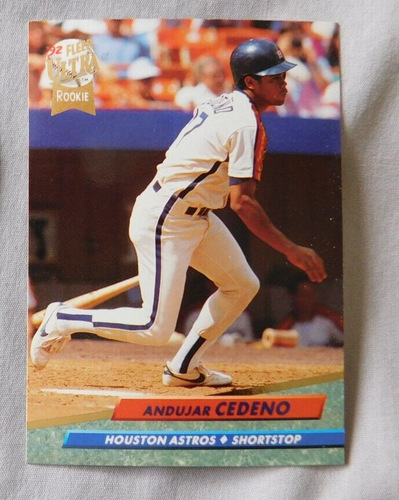 '92 FLEER
ULTRA
ROOKIE
ANDUJAR CEDENO
HOUSTON ASTROS ♦ SHORTSTOP